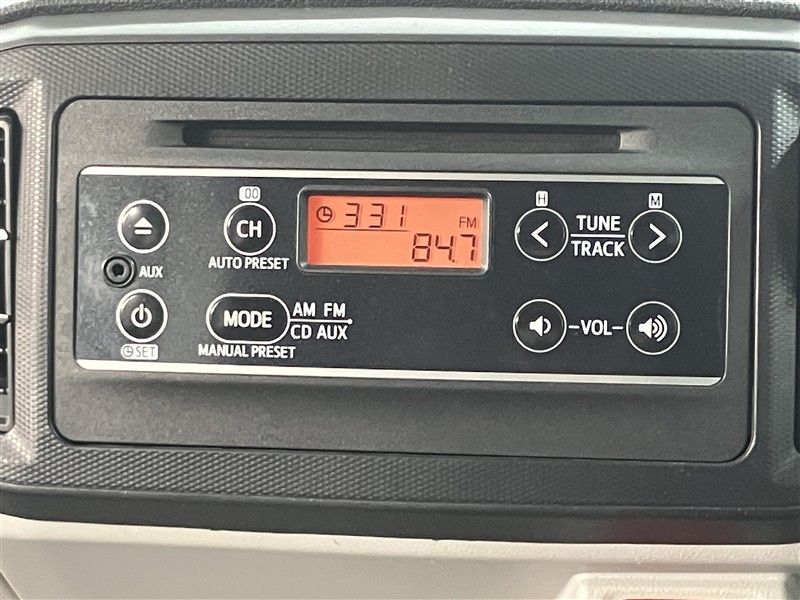 :00
H
M
CH
AUTO PRESET
3:31
FM
84.7
TUNE
TRACK
AUX
MODE
AM FM
CD AUX
MANUAL PRESET
SET
-VOL-